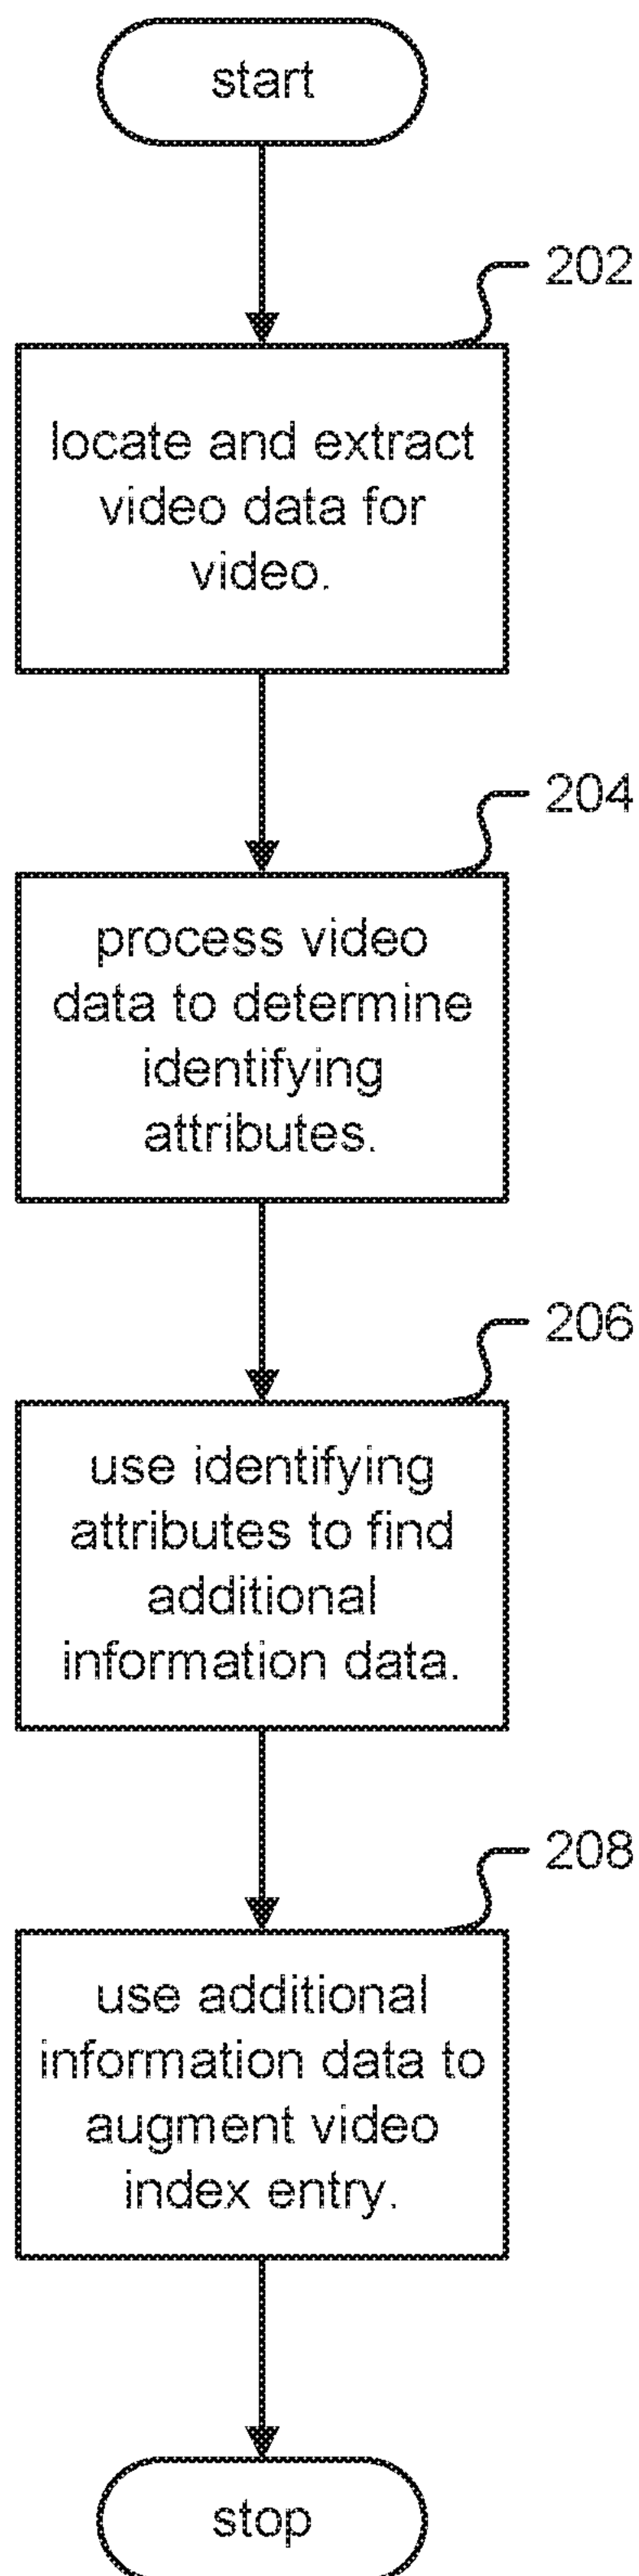 start
202
locate and extract
video data for
video.
204
process video
data to determine
identifying
attributes.
206
use identifying
attributes to find
additional
information data.
208
use additional
information data to
augment video
index entry.
stop